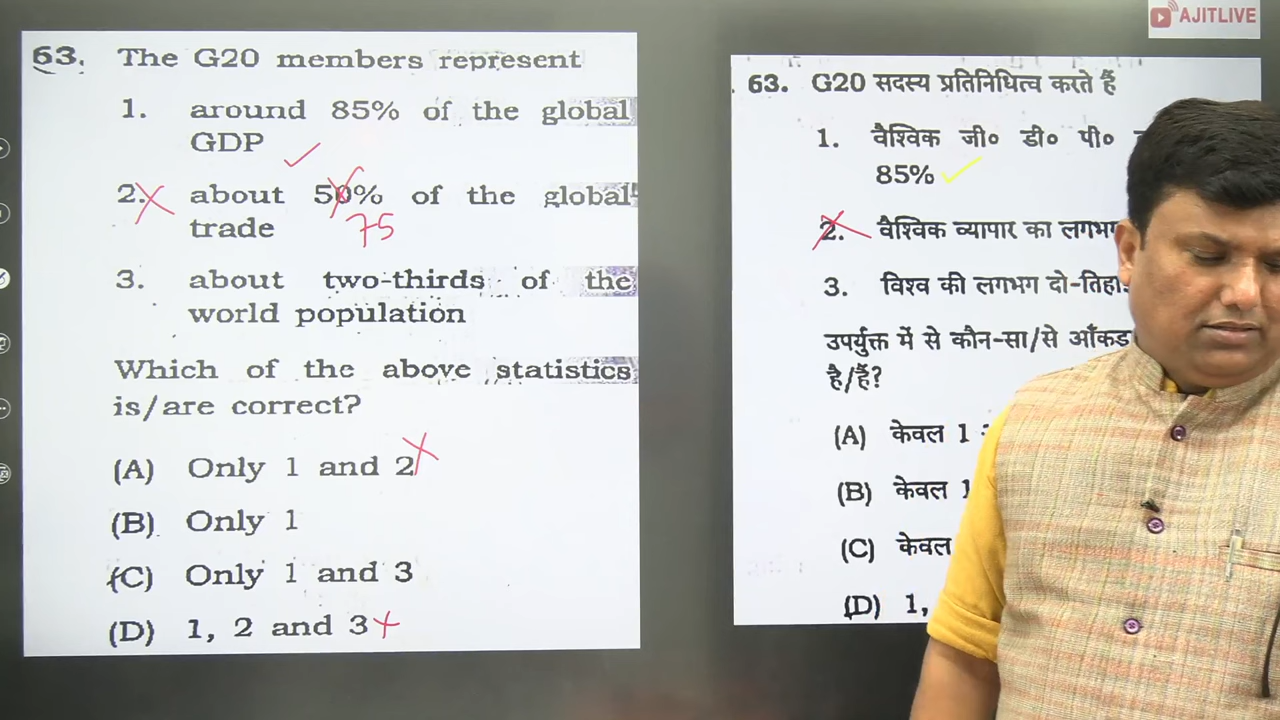 AJITLIVE
63. The G20 members represent
1. around 85% of the global
GDP
2. about 50% of the global
75
trade
3. about two-thirds of the
world population
Which of the above statistics
is/are correct?
(A) Only 1 and 2
(B) Only 1
(C) Only 1 and 3
(D) 1, 2 and 3
63. G20 सदस्य प्रतिनिधित्व करते हैं
1. वैश्विक जी० डी० पी०
85%
2. वैश्विक व्यापार का
3. विश्व की लगभग
उपर्युक्त में से कौन-सा/से
है/हैं?
(A) केवल 1
(B) केवल 1
(C) केवल
(D) 1,